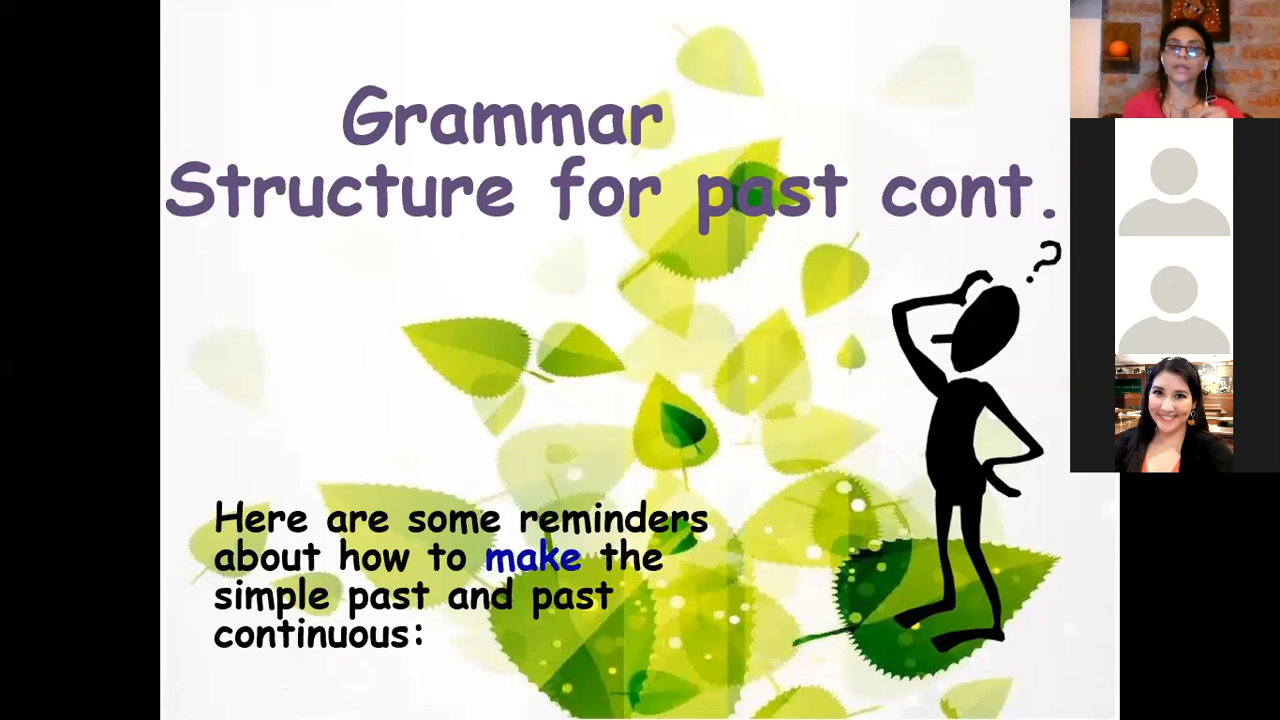 Grammar
Structure for past cont.
?
Here are some reminders
about how to make the
simple past and past
continuous: